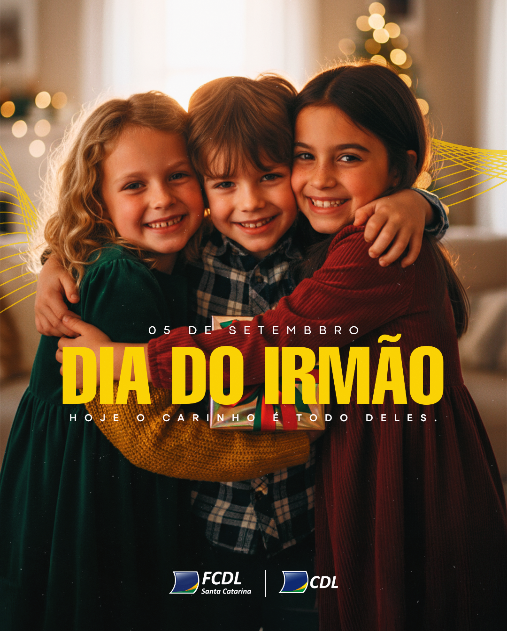 05 DE SETEMBBRO
DIA DO IRMÃO
HOJE O CARINHO É TODO DELES.
FCDL
Santa Catarina
CDL